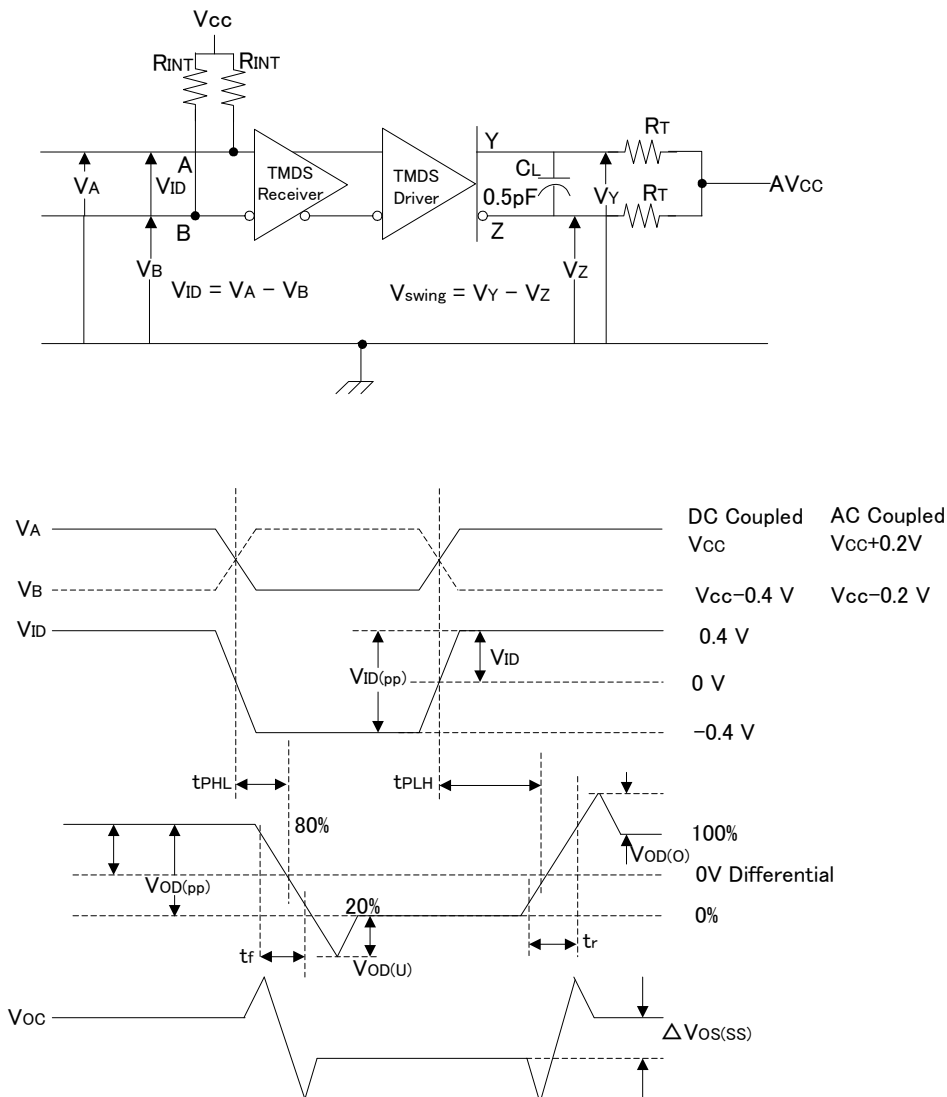 Vcc
RINT RINT
A
Y
RT
VA
VID
TMDS
Receiver
TMDS
Driver
CL
0.5pF
VY
RT
AVcc
B
Z
VB
VZ
VID = VA − VB
Vswing = VY − VZ
DC Coupled AC Coupled
VA
Vcc Vcc+0.2V
VB
Vcc−0.4 V Vcc−0.2 V
VID
0.4 V
VID(pp)
VID
0 V
−0.4 V
tPHL
tPLH
80%
100%
VOD(O)
VOD(pp)
0V Differential
20%
0%
tf
VOD(U)
tr
VOC
△VOS(SS)